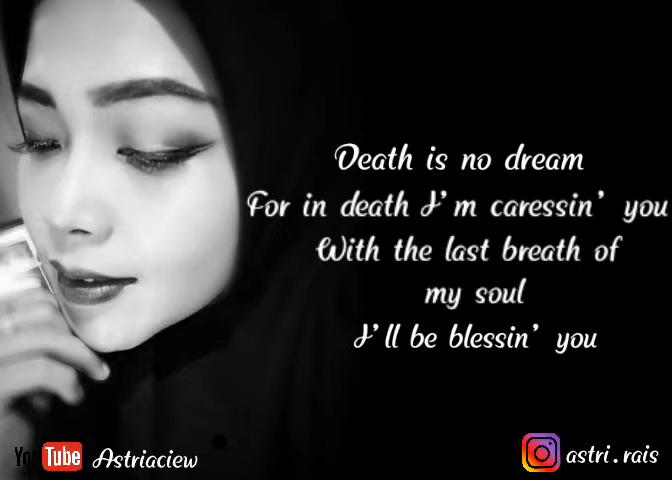 Death is no dream
For in death I'm caressin' you
With the last breath of
my soul
I'll be blessin' you
YouTube Astriaciew
astri.rais